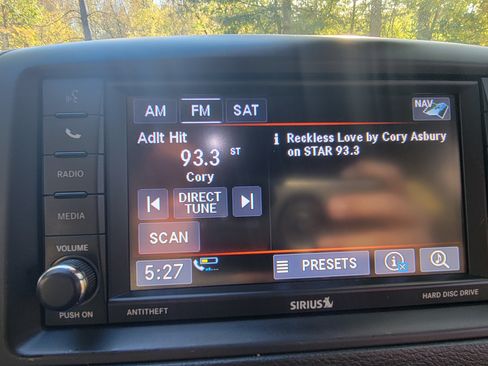 AM FM SAT NAV
Adlt Hit
93.3 ST
Cory
DIRECT
TUNE
SCAN
i Reckless Love by Cory Asbury
on STAR 93.3
5:27
PRESETS
RADIO
MEDIA
VOLUME
PUSH ON
ANTITHEFT
SIRIUS
HARD DISC DRIVE